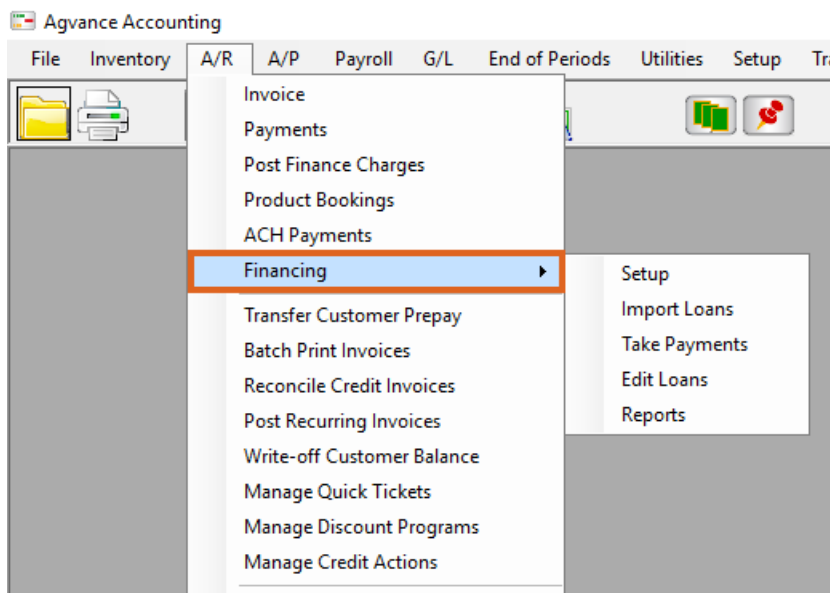 Agvance Accounting
File Inventory A/R A/P Payroll G/L End of Periods Utilities Setup
Invoice
Payments
Post Finance Charges
Product Bookings
ACH Payments
Financing
Setup
Import Loans
Take Payments
Edit Loans
Reports
Transfer Customer Prepay
Batch Print Invoices
Reconcile Credit Invoices
Post Recurring Invoices
Write-off Customer Balance
Manage Quick Tickets
Manage Discount Programs
Manage Credit Actions